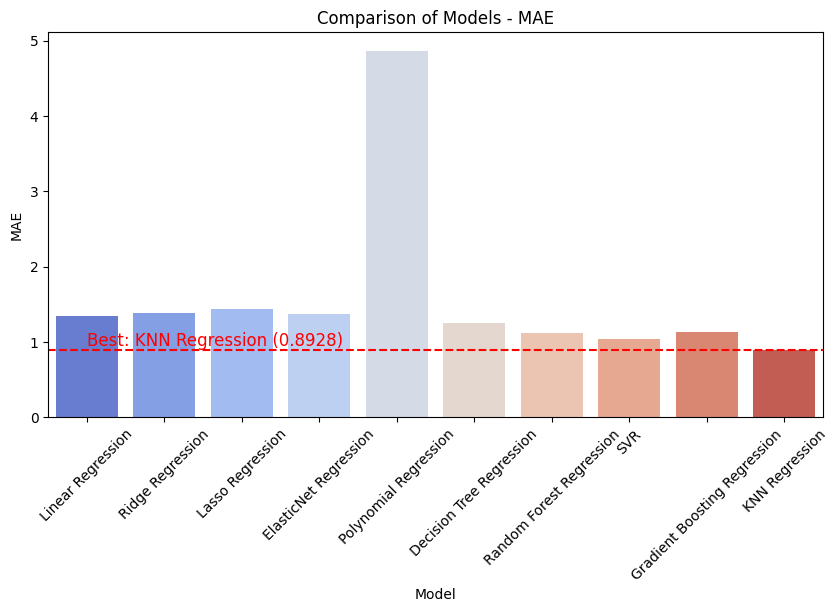 Comparison of Models - MAE
MAE
5
4
3
2
1
0
Best: KNN Regression (0.8928)
Linear Regression
Ridge Regression
Lasso Regression
ElasticNet Regression
Polynomial Regression
Decision Tree Regression
Random Forest Regression
SVR
Gradient Boosting Regression
KNN Regression
Model